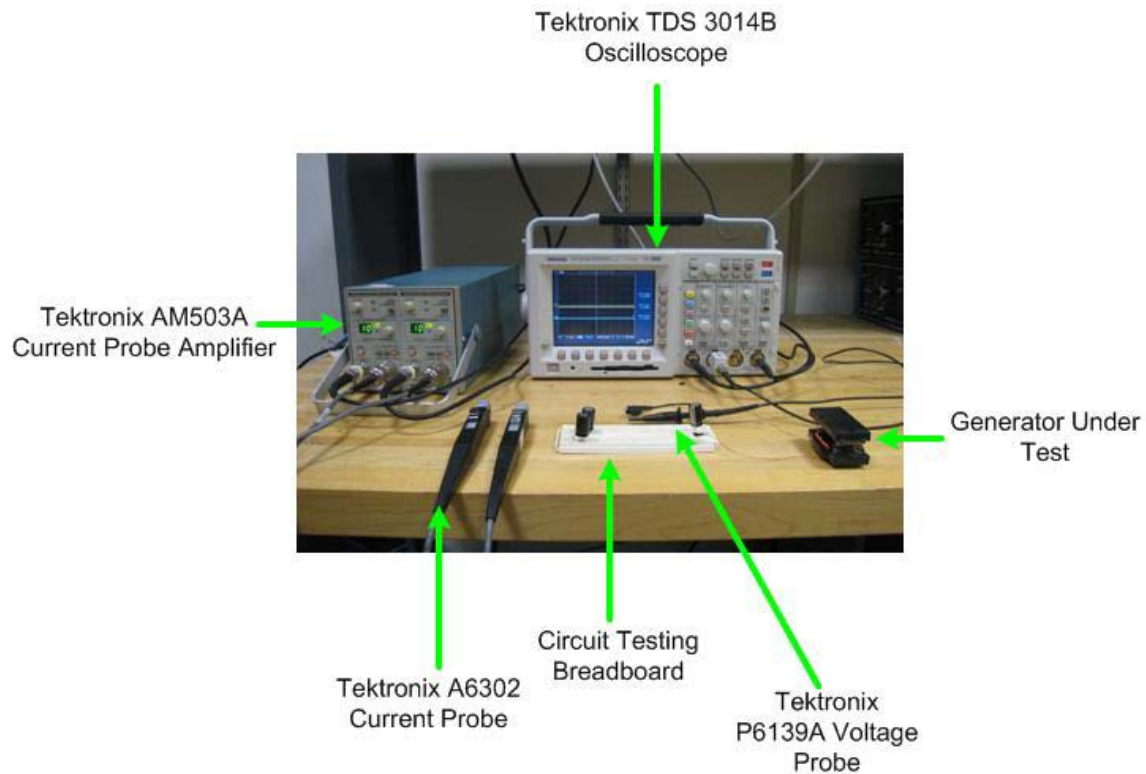 Tektronix TDS 3014B
Oscilloscope
Tektronix AM503A
Current Probe Amplifier
Generator Under
Test
Circuit Testing
Breadboard
Tektronix A6302
Current Probe
Tektronix
P6139A Voltage
Probe